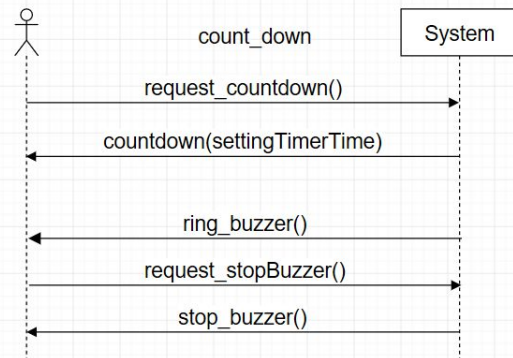 count_down
System
request_countdown()
countdown(settingTimerTime)
ring_buzzer()
request_stopBuzzer()
stop_buzzer()